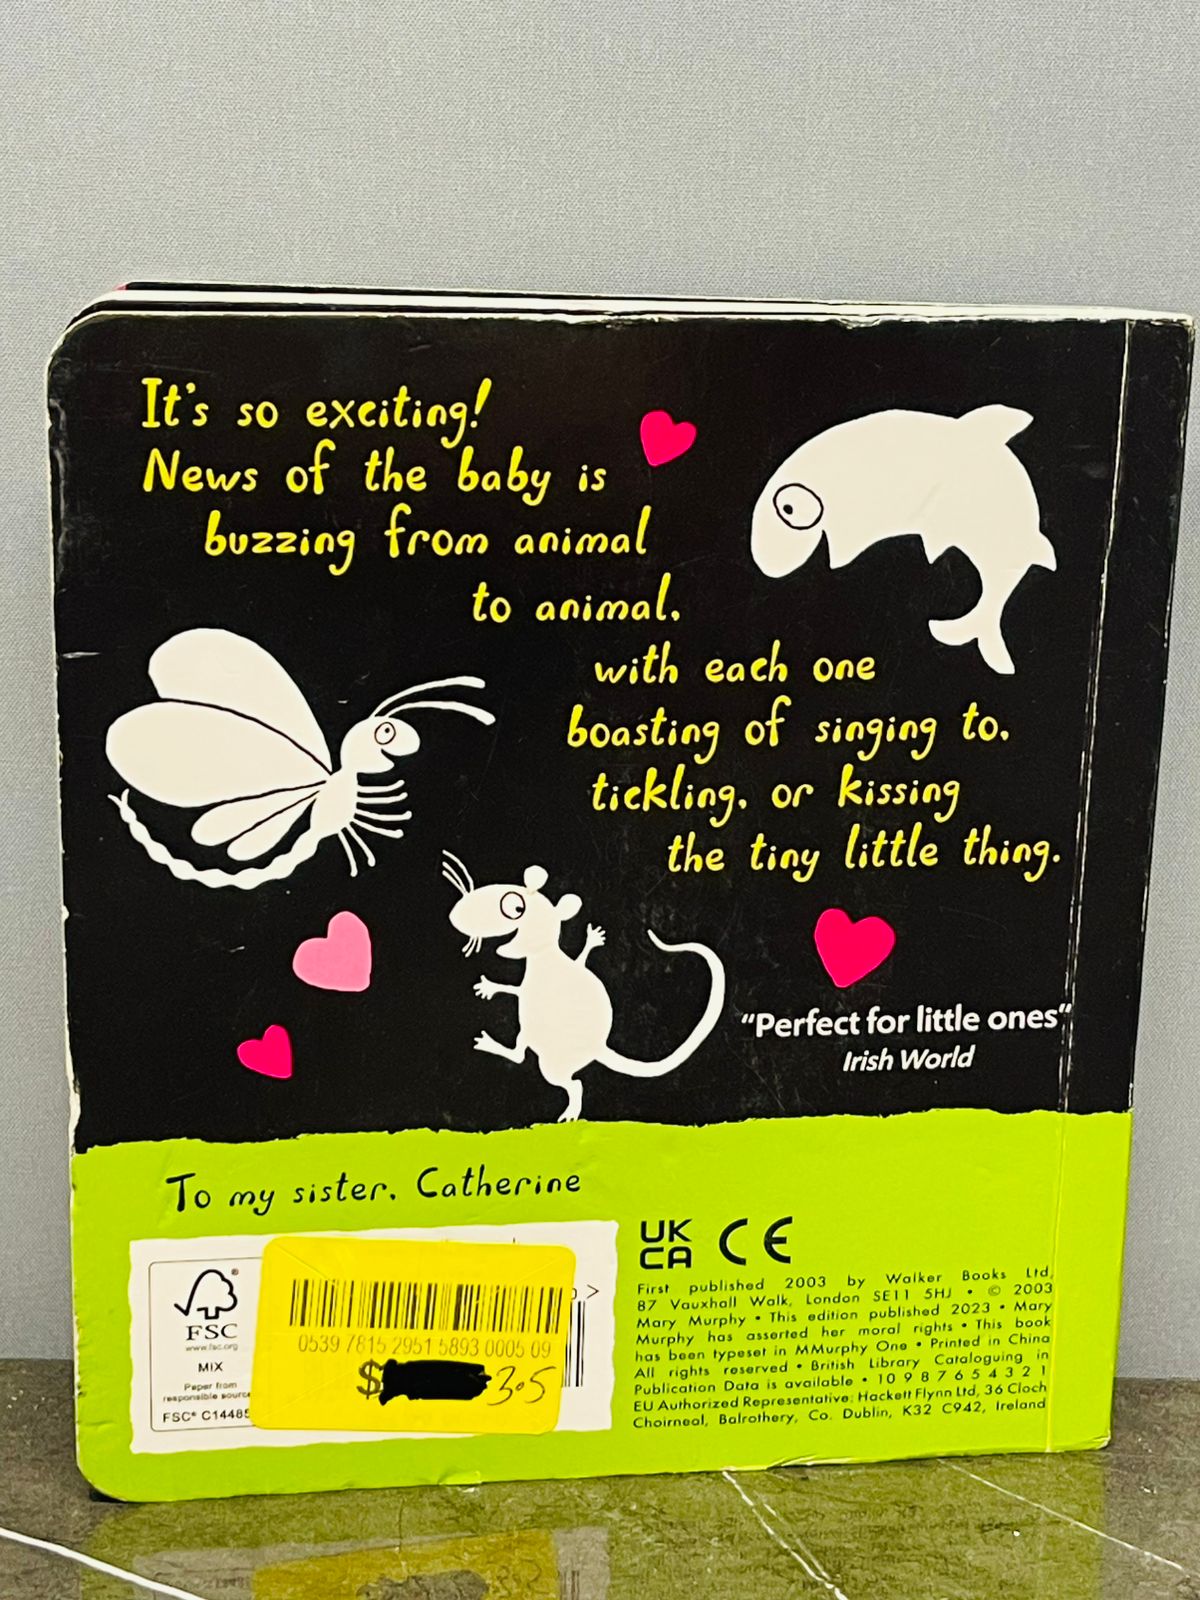 It's so exciting!
News of the baby is
buzzing from animal
to animal,
with each one
boasting of singing to,
tickling, or kissing
the tiny little thing.
"Perfect for little ones"
Irish World
To my sister, Catherine
FSC
www.fsc.org
MIX
Paper from
responsible source
FSC® C14485
0539 7815 2951 5893 0005 09
$ 3.5
>
UK
CA CE
First published 2003 by Walker Books Ltd,
87 Vauxhall Walk, London SE11 5HJ • © 2003
Mary Murphy • This edition published 2023 • Mary
Murphy has asserted her moral rights • This book
has been typeset in MMurphy One • Printed in China
All rights reserved • British Library Cataloguing in
Publication Data is available • 10 9 8 7 6 5 4 3 2 1
EU Authorized Representative: Hackett Flynn Ltd, 36 Cloch
Choirneal, Balrothery, Co. Dublin, K32 C942, Ireland